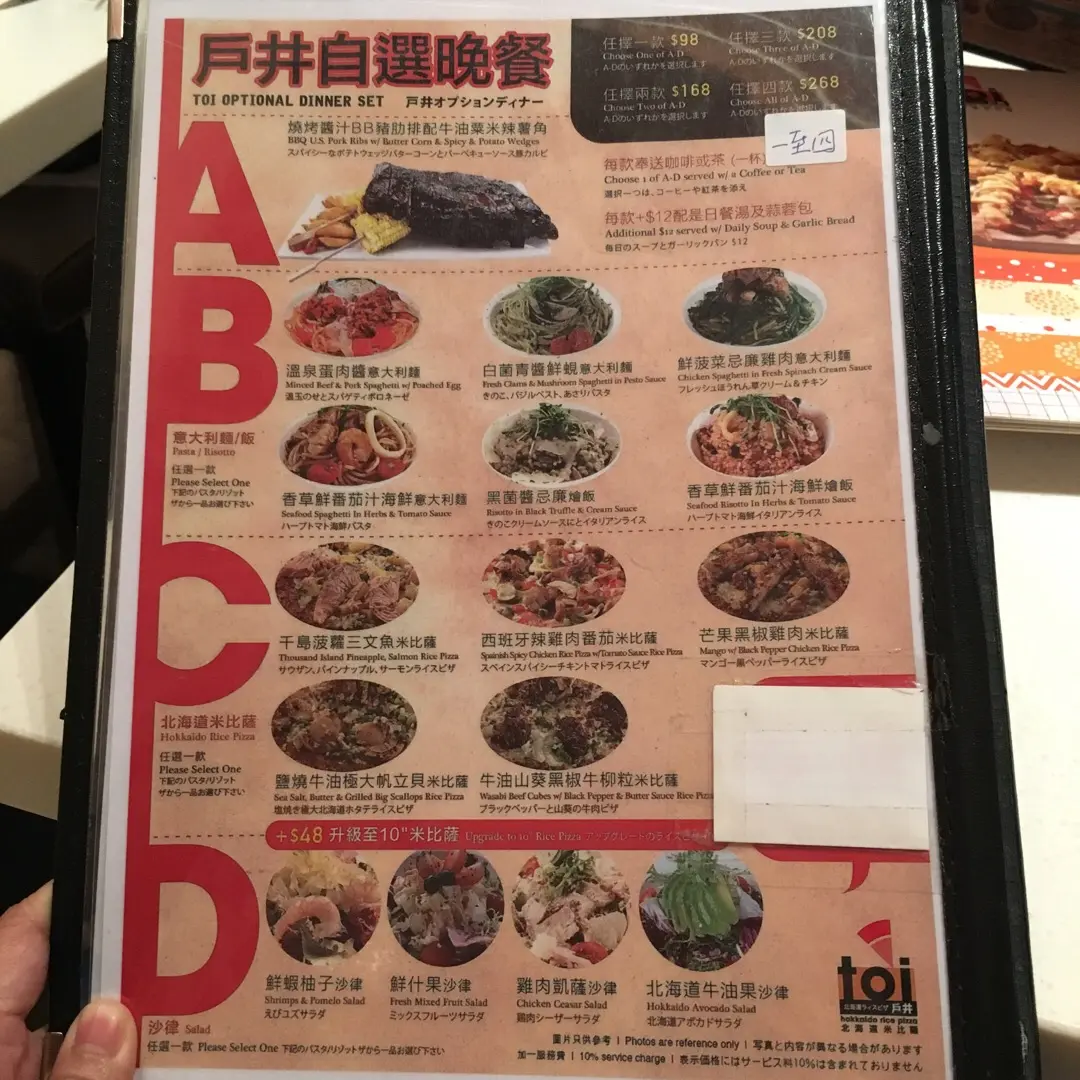 戶井自選晚餐
TOI OPTIONAL DINNER SET 戸井オプションディナー
任擇一款 $98
Choose One of A-D
A-Dのいずれかを選択します
任擇三款 $208
Choose Three of A-D
A-Dのいずれかを選択します
任擇兩款 $168
Choose Two of A-D
A-Dのいずれかを選択します
任擇四款 $268
Choose All of A-D
A-Dのいずれかを選択します
一至四
每款奉送咖啡或茶 (一杯)
Choose 1 of A-D served w/ a Coffee or Tea
選択一つは、コーヒーや紅茶を添え
每款+$12配是日餐湯及蒜蓉包
Additional $12 served w/ Daily Soup & Garlic Bread
毎日のスープとガーリックパン $12
A
燒烤醬汁BB豬肋排配牛油粟米辣薯角
BBQ U.S. Pork Ribs w/ Butter Corn & Spicy & Potato Wedges
スパイシーなポテトウェッジバターコーンとバーベキューソース豚カルビ
B
意大利麵/飯
Pasta / Risotto
任選一款
Please Select One
下記のパスタ/リゾット
ザから一品お選び下さい
溫泉蛋肉醬意大利麵
Minced Beef & Pork Spaghetti w/ Poached Egg
温玉のせとスパゲティボロネーゼ
白菌青醬鮮蜆意大利麵
Fresh Clams & Mushroom Spaghetti in Pesto Sauce
きのこ、バジルペスト、あさりパスタ
鮮菠菜忌廉雞肉意大利麵
Chicken Spaghetti in Fresh Spinach Cream Sauce
フレッシュほうれん草クリーム&チキン
香草鮮番茄汁海鮮意大利麵
Seafood Spaghetti In Herbs & Tomato Sauce
ハーブトマト海鮮パスタ
黑菌醬忌廉燴飯
Risotto in Black Truffle & Cream Sauce
きのこクリームソースにとイタリアンライス
香草鮮番茄汁海鮮燴飯
Seafood Risotto In Herbs & Tomato Sauce
ハーブトマト海鮮イタリアンライス
C
北海道米比薩
Hokkaido Rice Pizza
任選一款
Please Select One
下記のパスタ/リゾット
ザから一品お選び下さい
千島菠蘿三文魚米比薩
Thousand Island Pineapple, Salmon Rice Pizza
サウザン、パインナップル、サーモンライスピザ
西班牙辣雞肉番茄米比薩
Spainish Spicy Chicken Rice Pizza w/Tomato Sauce Rice Pizza
スペインスパイシーチキントマトライスピザ
芒果黑椒雞肉米比薩
Mango w/ Black Pepper Chicken Rice Pizza
マンゴー黒ペッパーライスピザ
鹽燒牛油極大帆立貝米比薩
Sea Salt, Butter & Grilled Big Scallops Rice Pizza
塩焼き極大北海道ホタテライスピザ
牛油山葵黑椒牛柳粒米比薩
Wasabi Beef Cubes w/ Black Pepper & Butter Sauce Rice Pizza
ブラックペッパーと山葵の牛肉ピザ
+$48 升級至10"米比薩 Upgrade to 10" Rice Pizza
D
沙律 Salad
任選一款 Please Select One 下記のパスタ/リゾットザから一品お選び下さい
鮮蝦柚子沙律
Shrimps & Pomelo Salad
えびユズサラダ
鮮什果沙律
Fresh Mixed Fruit Salad
ミックスフルーツサラダ
雞肉凱薩沙律
Chicken Ceasar Salad
鶏肉シーザーサラダ
北海道牛油果沙律
Hokkaido Avocado Salad
北海道アボカドサラダ
toi
北海道ライスピザ 戶井
hokkaido rice pizza
北海道米比薩
圖片只供參考 | Photos are reference only | 写真と内容が異なる場合があります
加一服務費 | 10% service charge | 表示価格にはサービス料10%は含まれておりません